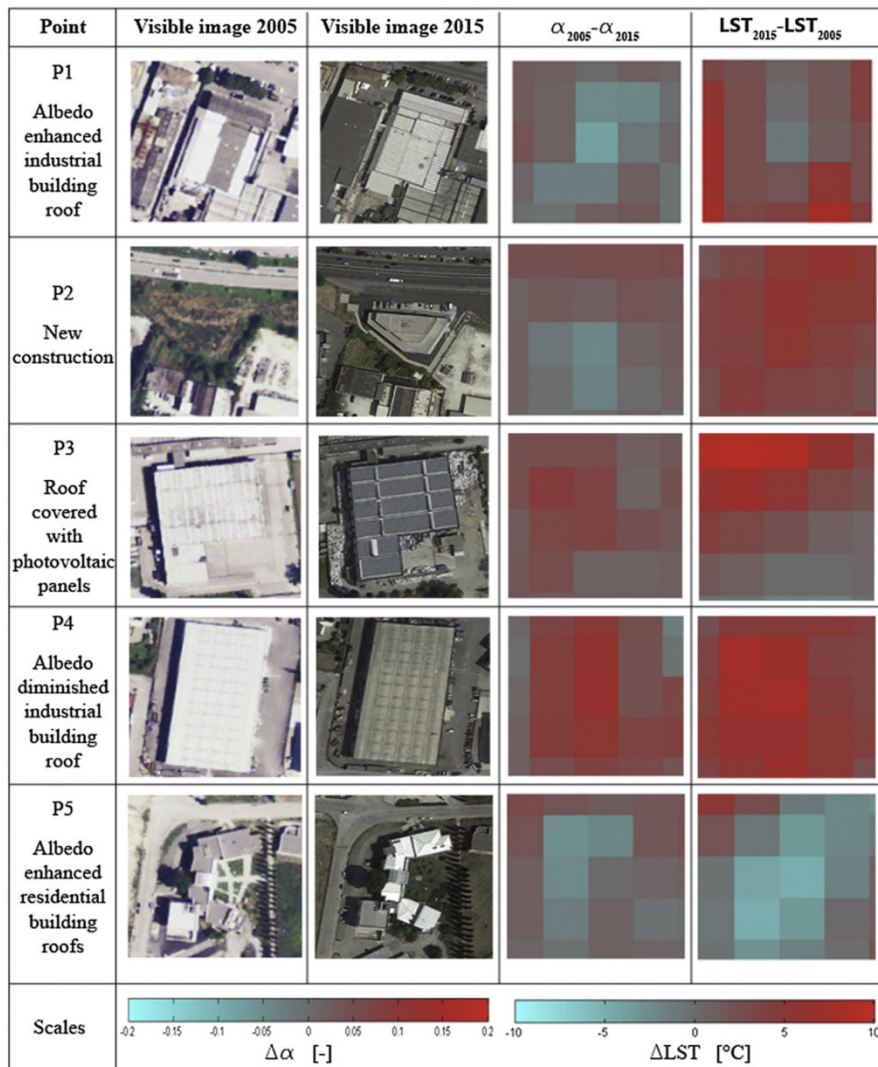 Point Visible image 2005 Visible image 2015 α2005-α2015 LST2015-LST2005
P1
Albedo
enhanced
industrial
building
roof
P2
New
construction
P3
Roof
covered
with
photovoltaic
panels
P4
Albedo
diminished
industrial
building
roof
P5
Albedo
enhanced
residential
building
roofs
Scales
-0.2 -0.15 -0.1 -0.05 0 0.05 0.1 0.15 0.2
Δα [-]
-10 -5 0 5 10
ΔLST [°C]